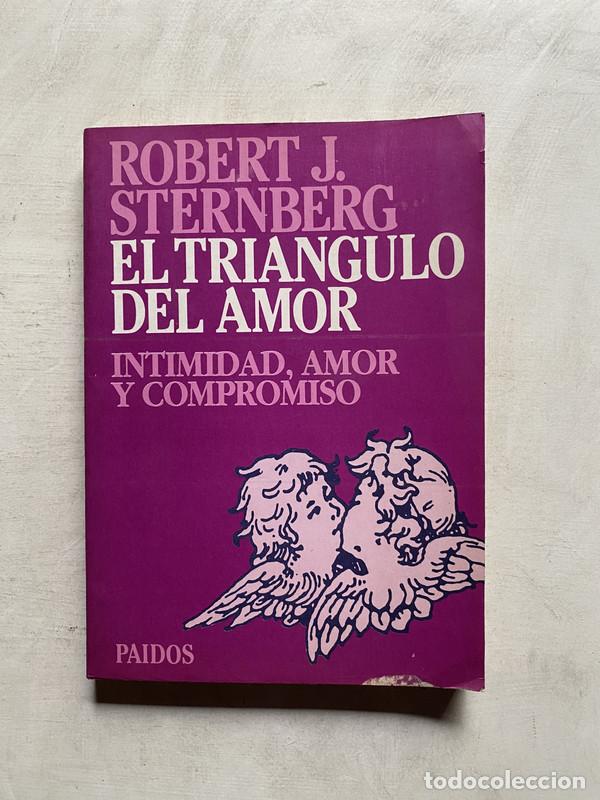 ROBERT J.
STERNBERG
EL TRIANGULO
DEL AMOR
INTIMIDAD, AMOR
Y COMPROMISO
PAIDOS
todocoleccion